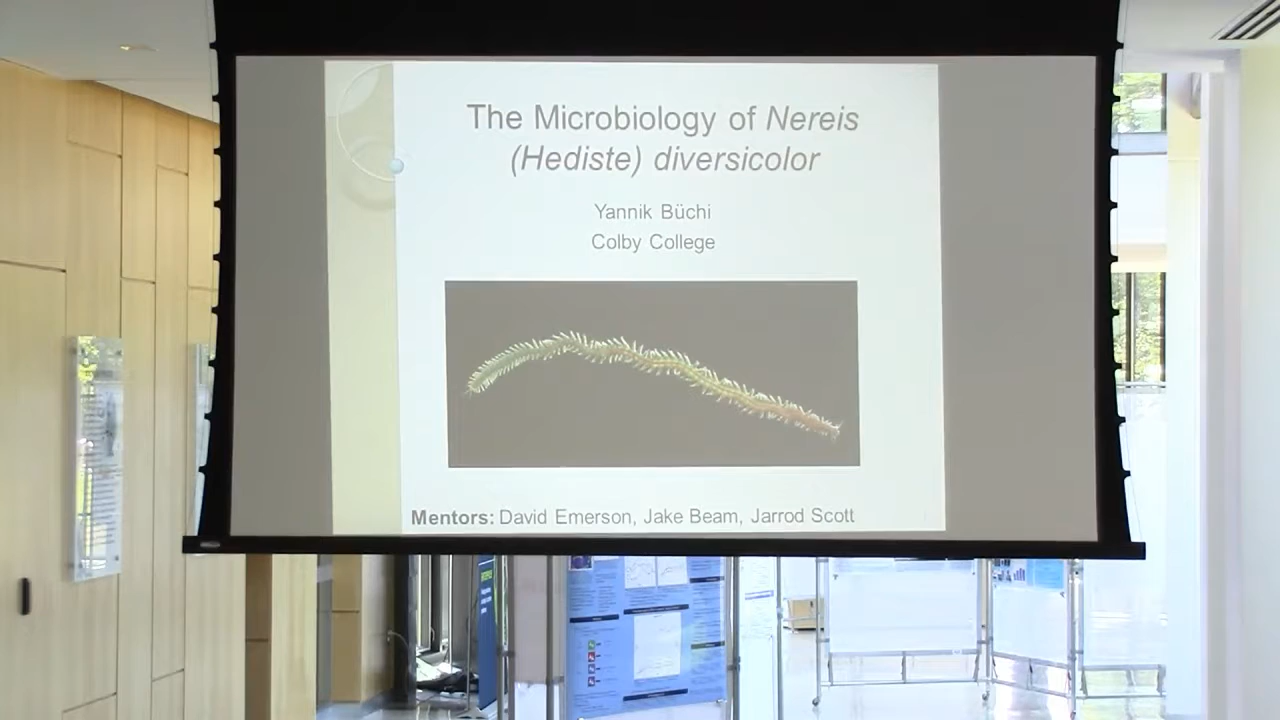 The Microbiology of Nereis
(Hediste) diversicolor
Yannik Büchi
Colby College
Mentors: David Emerson, Jake Beam, Jarrod Scott